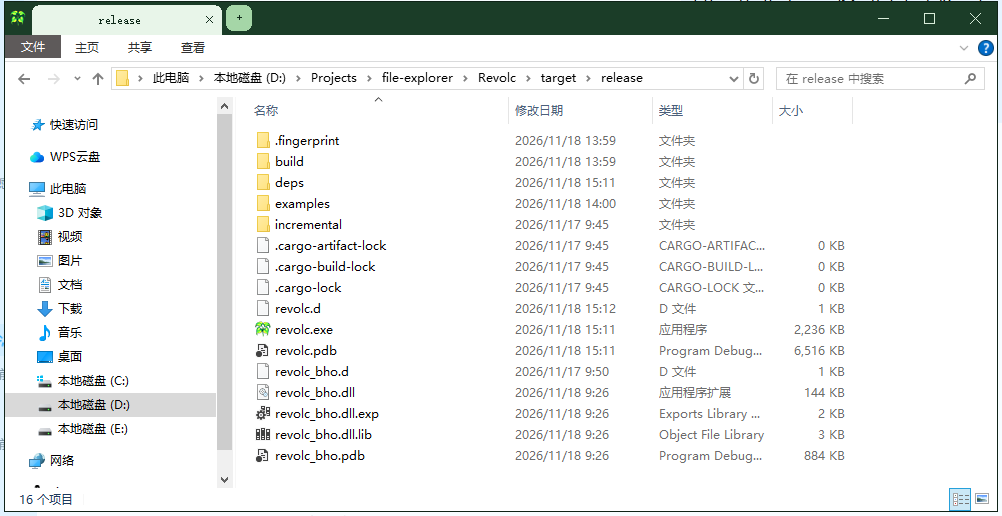 release
文件 主页 共享 查看
此电脑 本地磁盘 (D:) Projects file-explorer Revolc target release 在 release 中搜索
名称 修改日期 类型 大小
快速访问
WPS云盘
此电脑
3D 对象
视频
图片
文档
下载
音乐
桌面
本地磁盘 (C:)
本地磁盘 (D:)
本地磁盘 (E:)
网络
.fingerprint 2026/11/18 13:59 文件夹
build 2026/11/18 13:59 文件夹
deps 2026/11/18 15:11 文件夹
examples 2026/11/18 14:00 文件夹
incremental 2026/11/17 9:45 文件夹
.cargo-artifact-lock 2026/11/17 9:45 CARGO-ARTIFAC... 0 KB
.cargo-build-lock 2026/11/17 9:45 CARGO-BUILD-L... 0 KB
.cargo-lock 2026/11/17 9:45 CARGO-LOCK 文... 0 KB
revolc.d 2026/11/18 15:12 D 文件 1 KB
revolc.exe 2026/11/18 15:11 应用程序 2,236 KB
revolc.pdb 2026/11/18 15:11 Program Debug... 6,516 KB
revolc_bho.d 2026/11/17 9:50 D 文件 1 KB
revolc_bho.dll 2026/11/18 9:26 应用程序扩展 144 KB
revolc_bho.dll.exp 2026/11/18 9:26 Exports Library ... 2 KB
revolc_bho.dll.lib 2026/11/18 9:26 Object File Library 3 KB
revolc_bho.pdb 2026/11/18 9:26 Program Debug... 884 KB
16 个项目